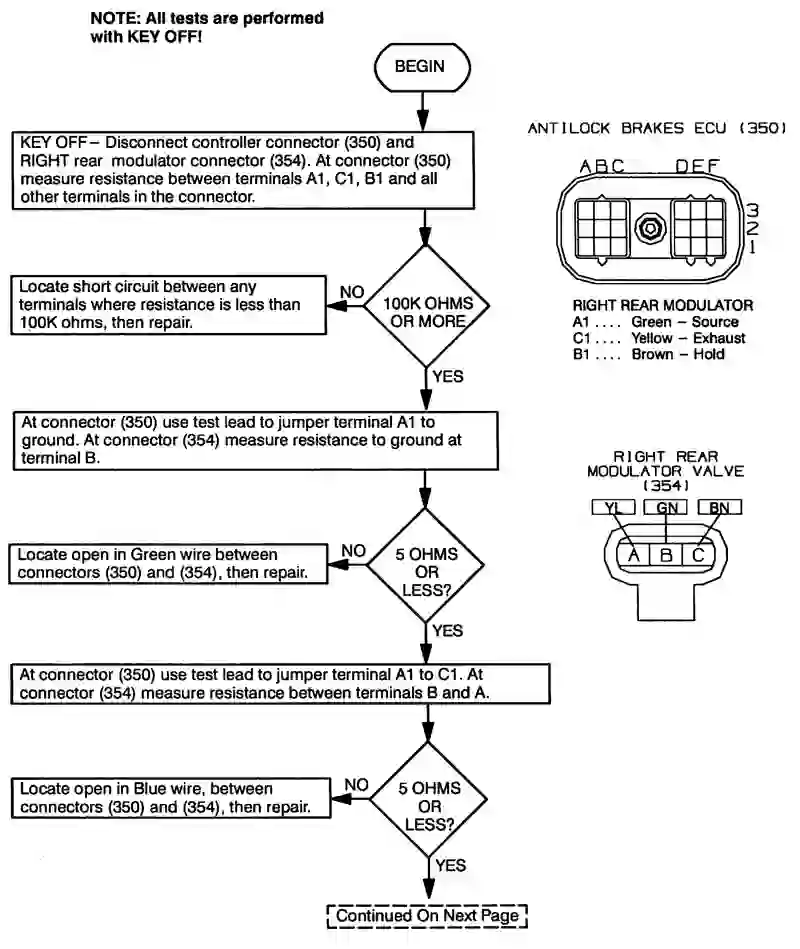 NOTE: All tests are performed
with KEY OFF!
BEGIN
KEY OFF – Disconnect controller connector (350) and
RIGHT rear modulator connector (354). At connector (350)
measure resistance between terminals A1, C1, B1 and all
other terminals in the connector.
100K OHMS
OR MORE
NO
Locate short circuit between any
terminals where resistance is less than
100K ohms, then repair.
YES
At connector (350) use test lead to jumper terminal A1 to
ground. At connector (354) measure resistance to ground at
terminal B.
5 OHMS
OR
LESS?
NO
Locate open in Green wire between
connectors (350) and (354), then repair.
YES
At connector (350) use test lead to jumper terminal A1 to C1. At
connector (354) measure resistance between terminals B and A.
5 OHMS
OR
LESS?
NO
Locate open in Blue wire, between
connectors (350) and (354), then repair.
YES
Continued On Next Page
ANTILOCK BRAKES ECU (350)
ABC DEF
3
2
1
RIGHT REAR MODULATOR
A1 .... Green – Source
C1 .... Yellow – Exhaust
B1 .... Brown – Hold
RIGHT REAR
MODULATOR VALVE
(354)
YL GN BN
A B C